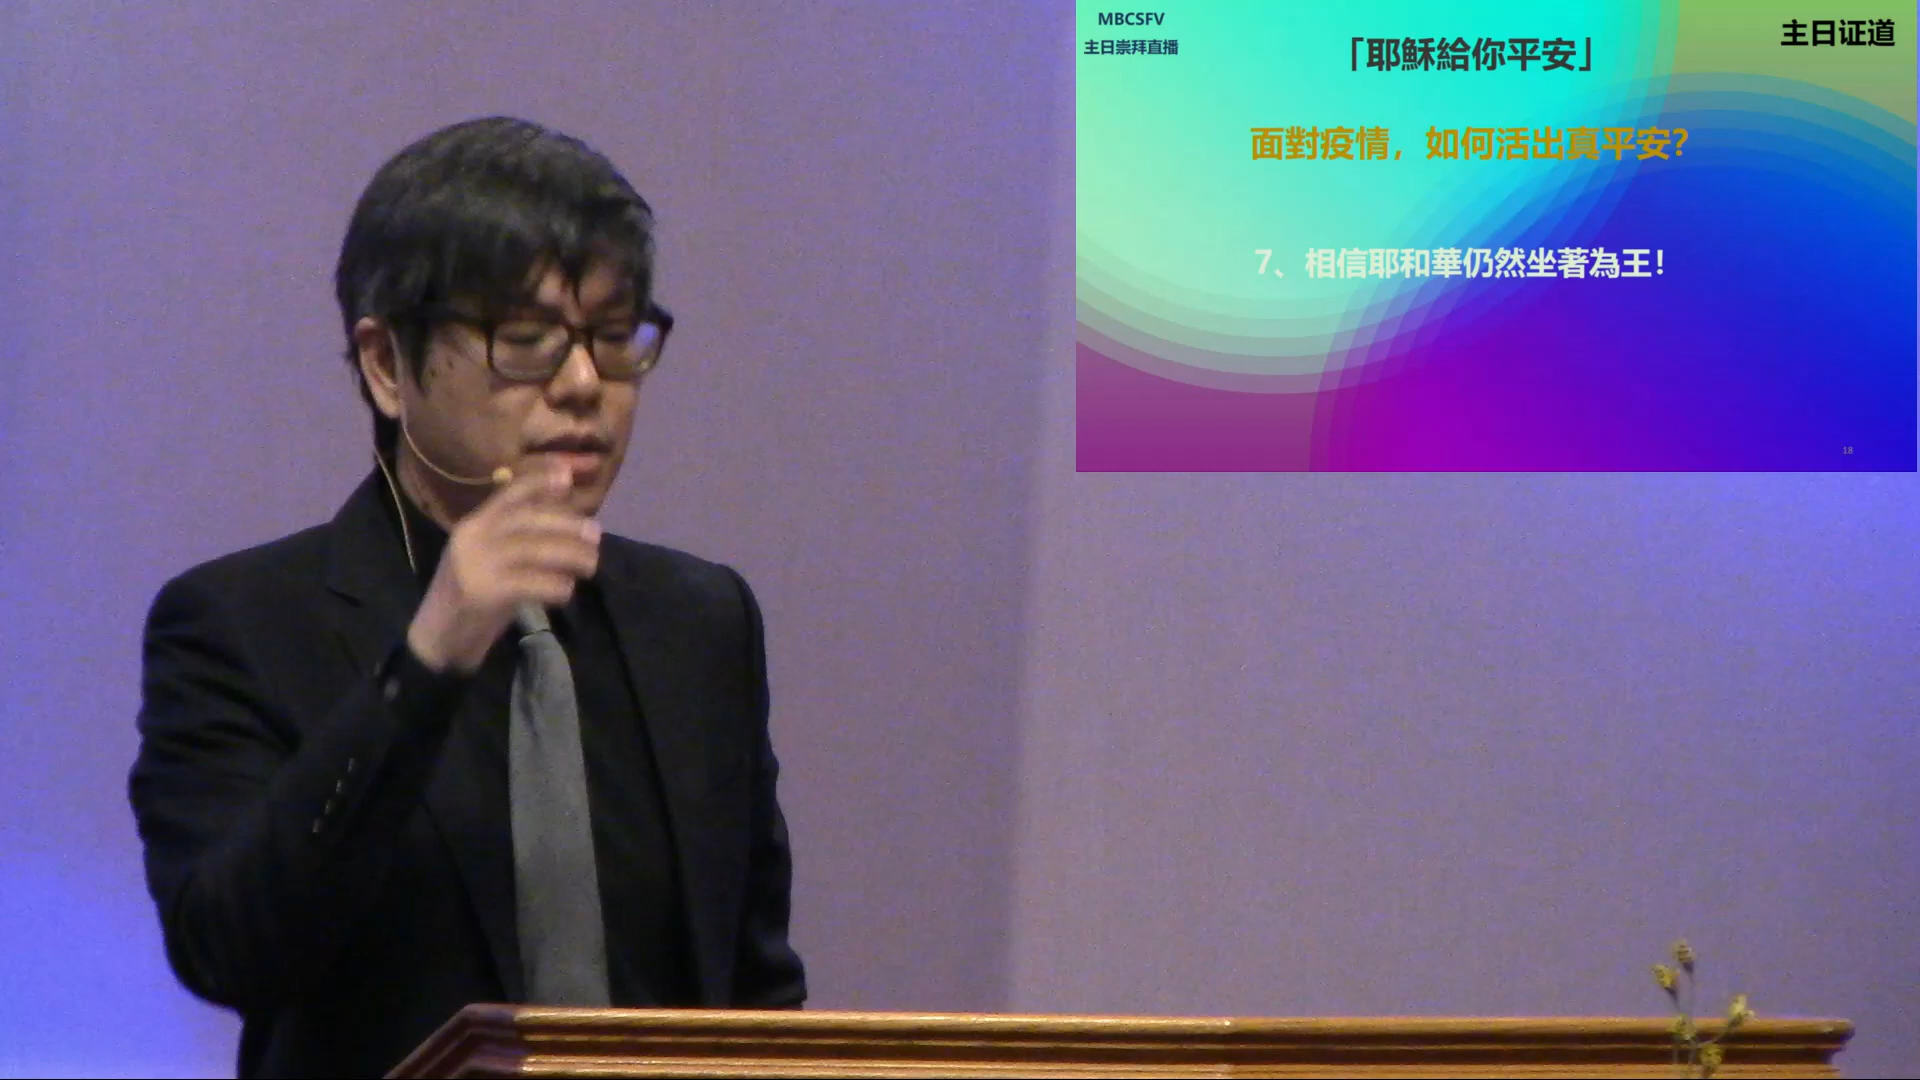 MBCSFV
主日崇拜直播
主日证道
「耶穌給你平安」
面對疫情，如何活出真平安？
7、相信耶和華仍然坐著為王！
18